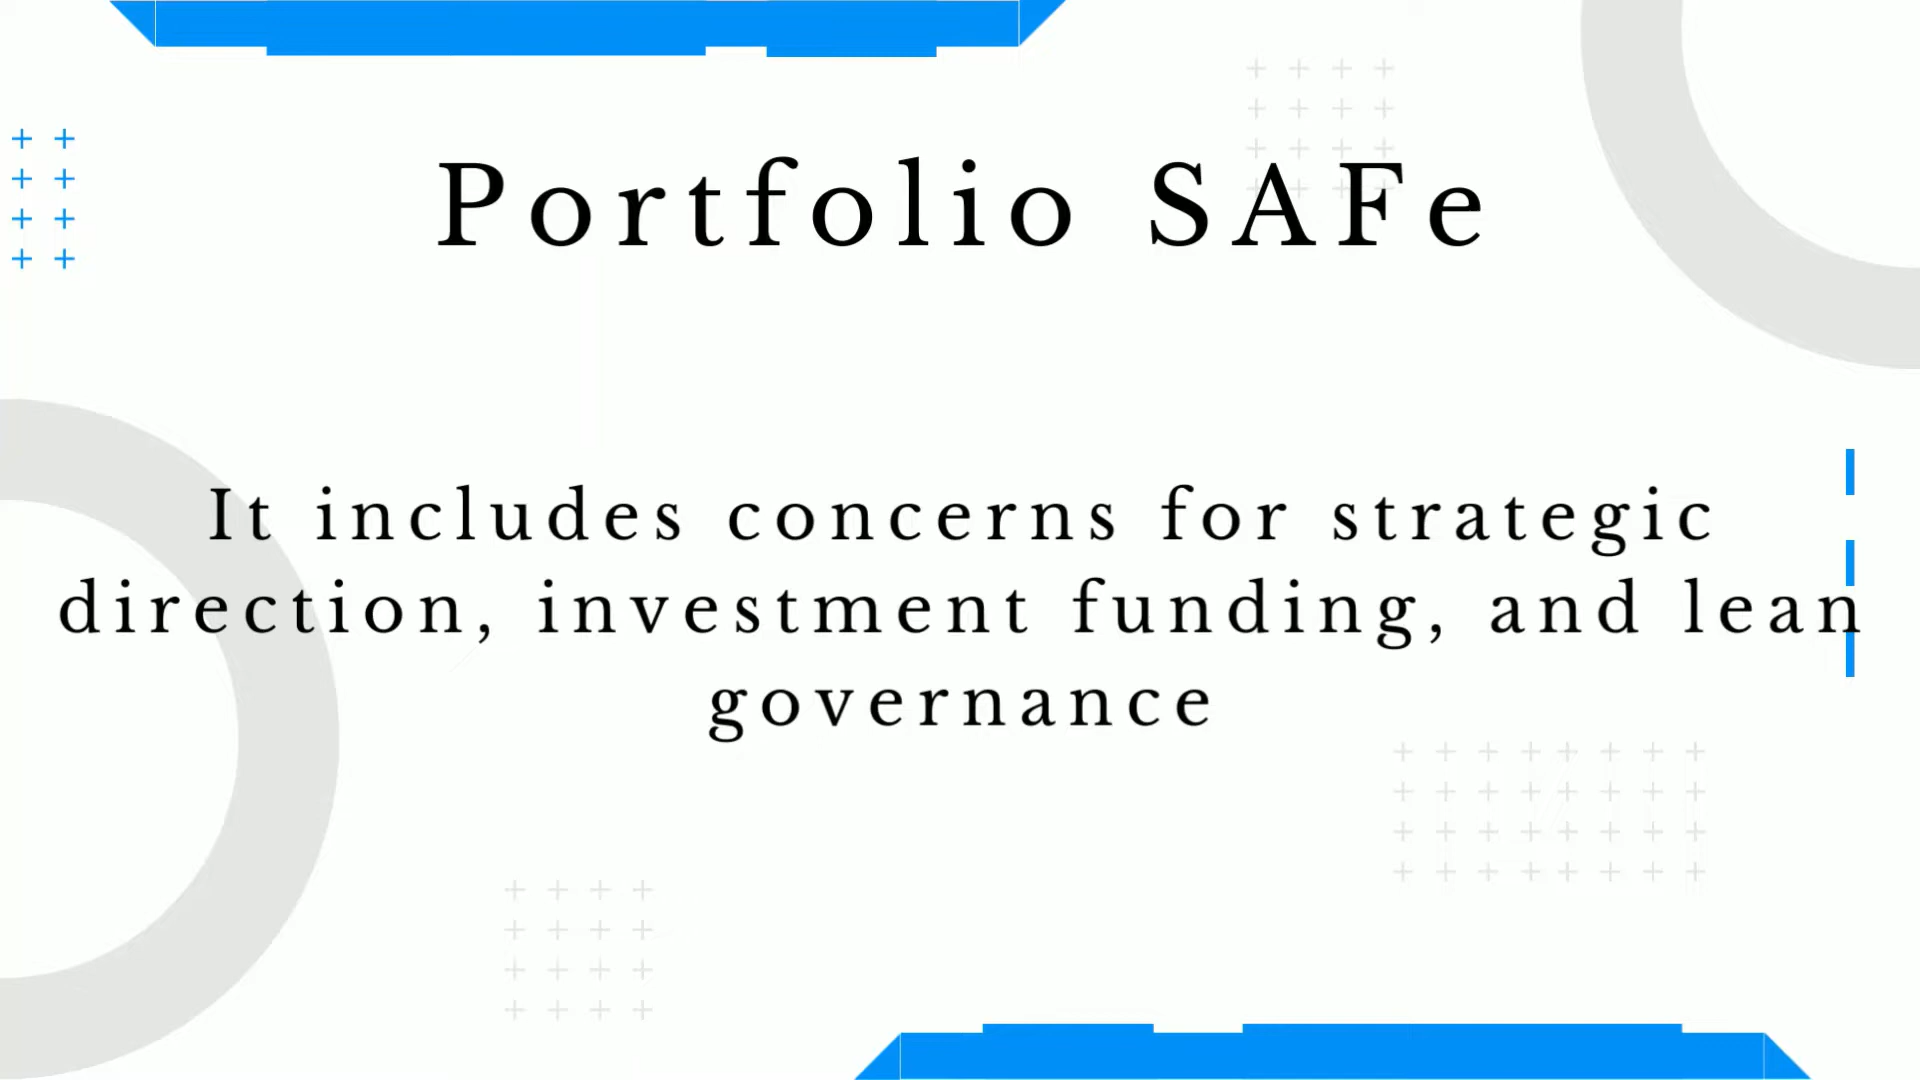 Portfolio SAFe
It includes concerns for strategic
direction, investment funding, and lean
governance